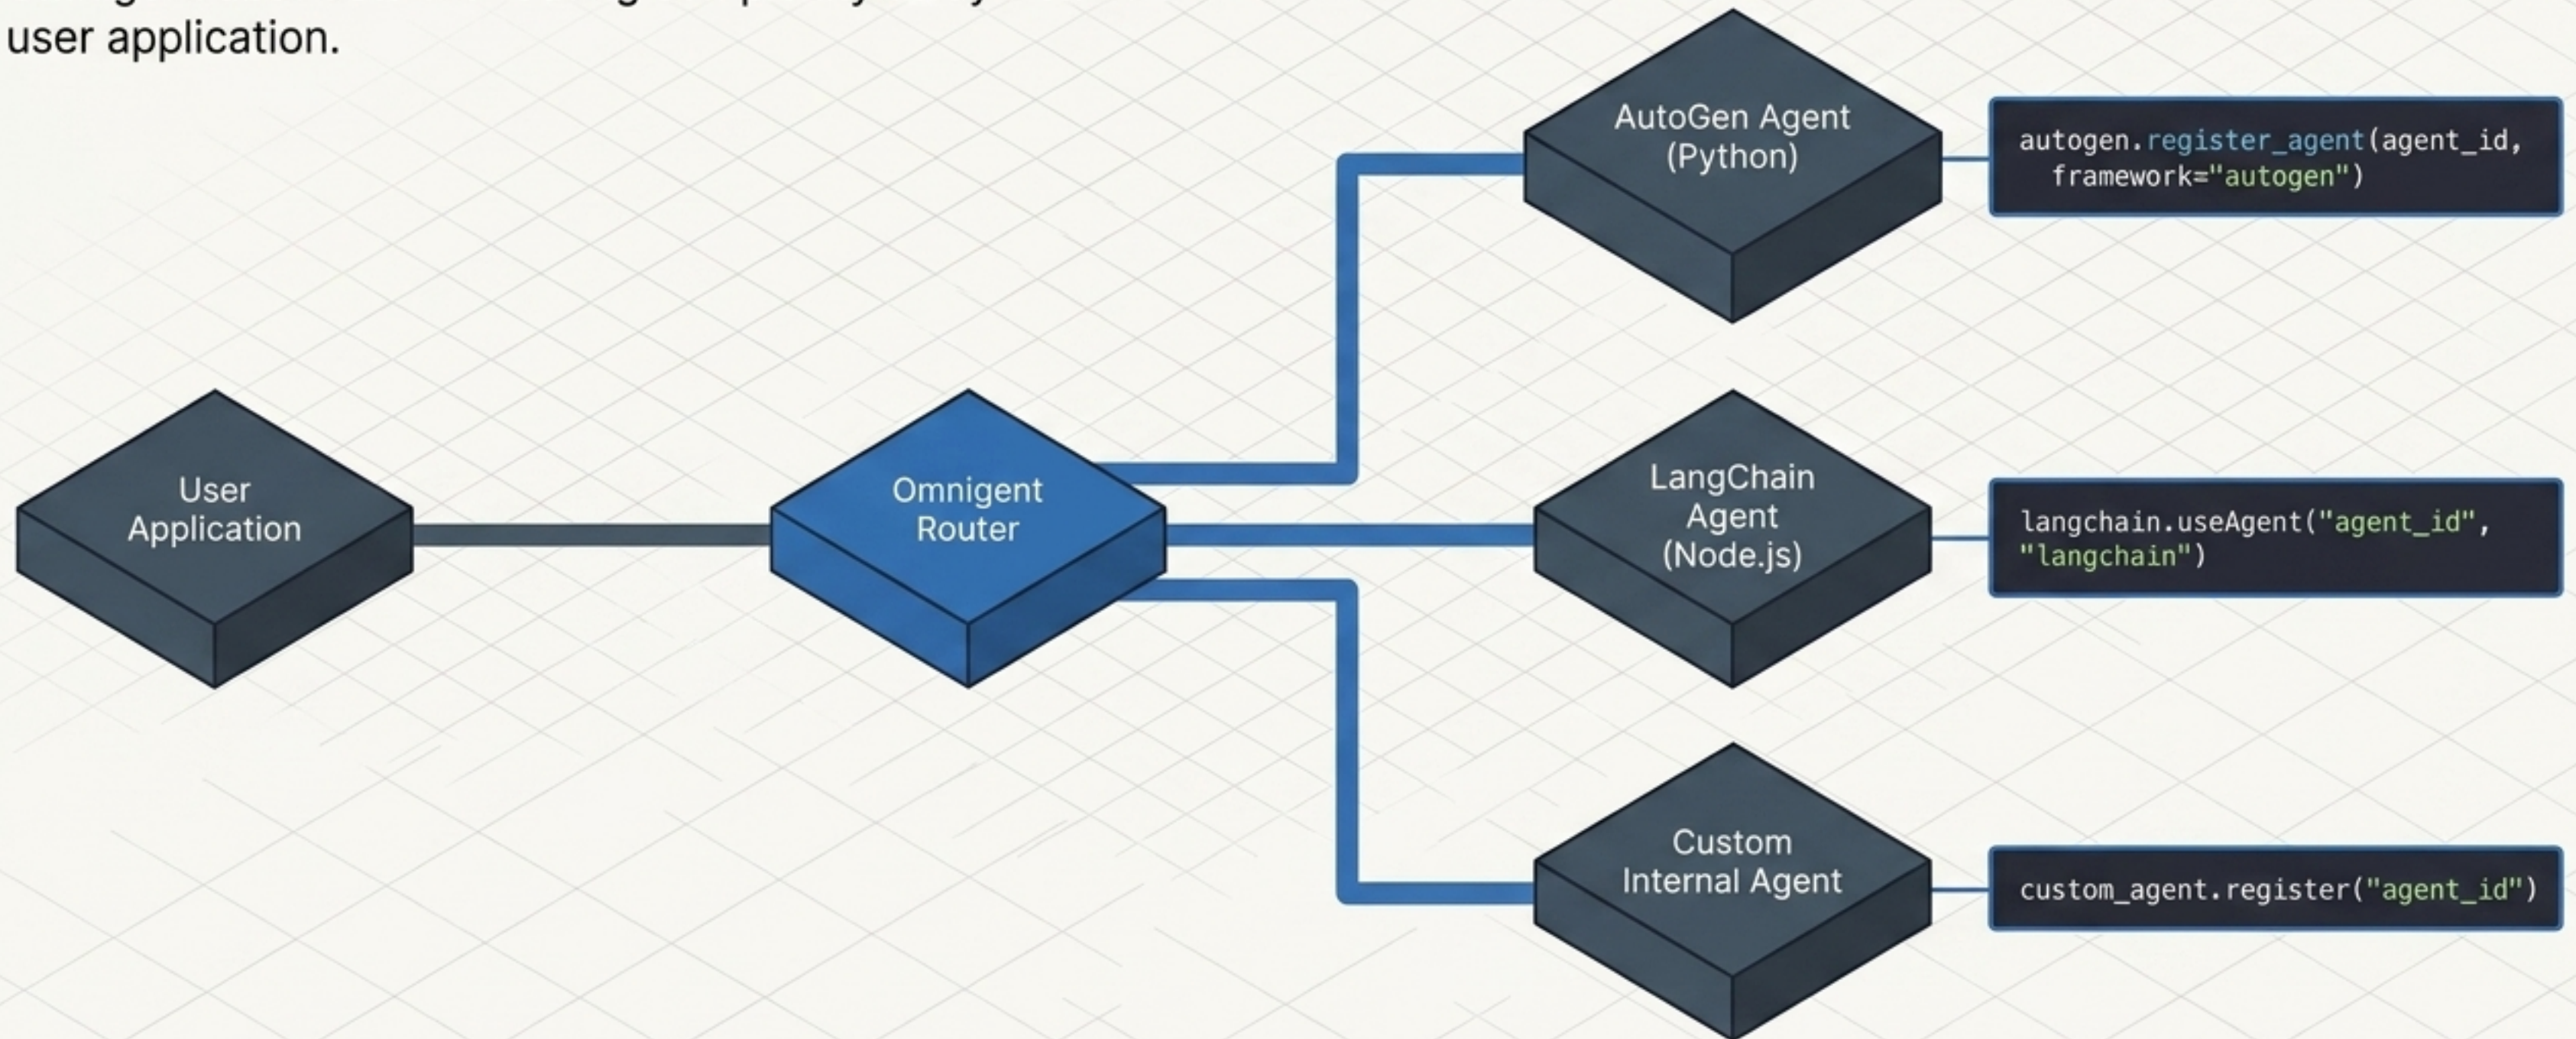 user application.
User
Application
Omnigent
Router
AutoGen Agent
(Python)
autogen.register_agent(agent_id,
framework="autogen")
LangChain
Agent
(Node.js)
langchain.useAgent("agent_id",
"langchain")
Custom
Internal Agent
custom_agent.register("agent_id")